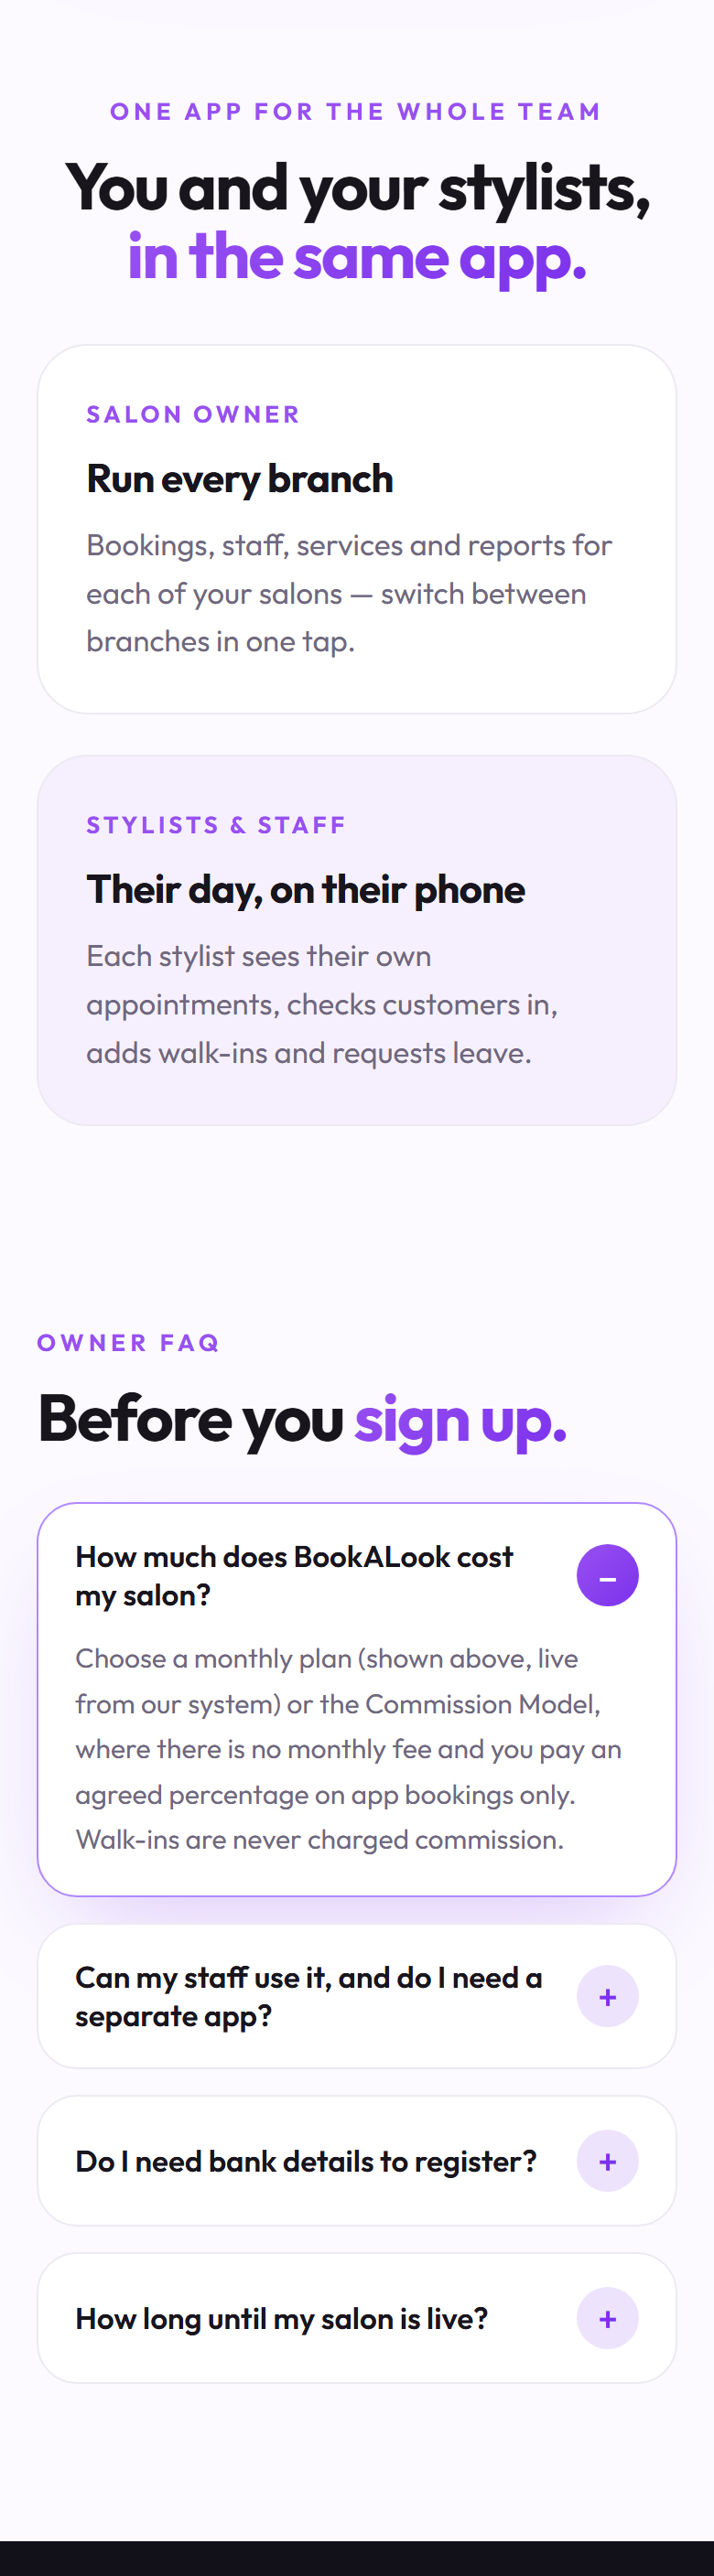 ONE APP FOR THE WHOLE TEAM
You and your stylists,
in the same app.
SALON OWNER
Run every branch
Bookings, staff, services and reports for
each of your salons — switch between
branches in one tap.
STYLISTS & STAFF
Their day, on their phone
Each stylist sees their own
appointments, checks customers in,
adds walk-ins and requests leave.
OWNER FAQ
Before you sign up.
How much does BookALook cost
my salon?
–
Choose a monthly plan (shown above, live
from our system) or the Commission Model,
where there is no monthly fee and you pay an
agreed percentage on app bookings only.
Walk-ins are never charged commission.
Can my staff use it, and do I need a
separate app?
+
Do I need bank details to register?
+
How long until my salon is live?
+